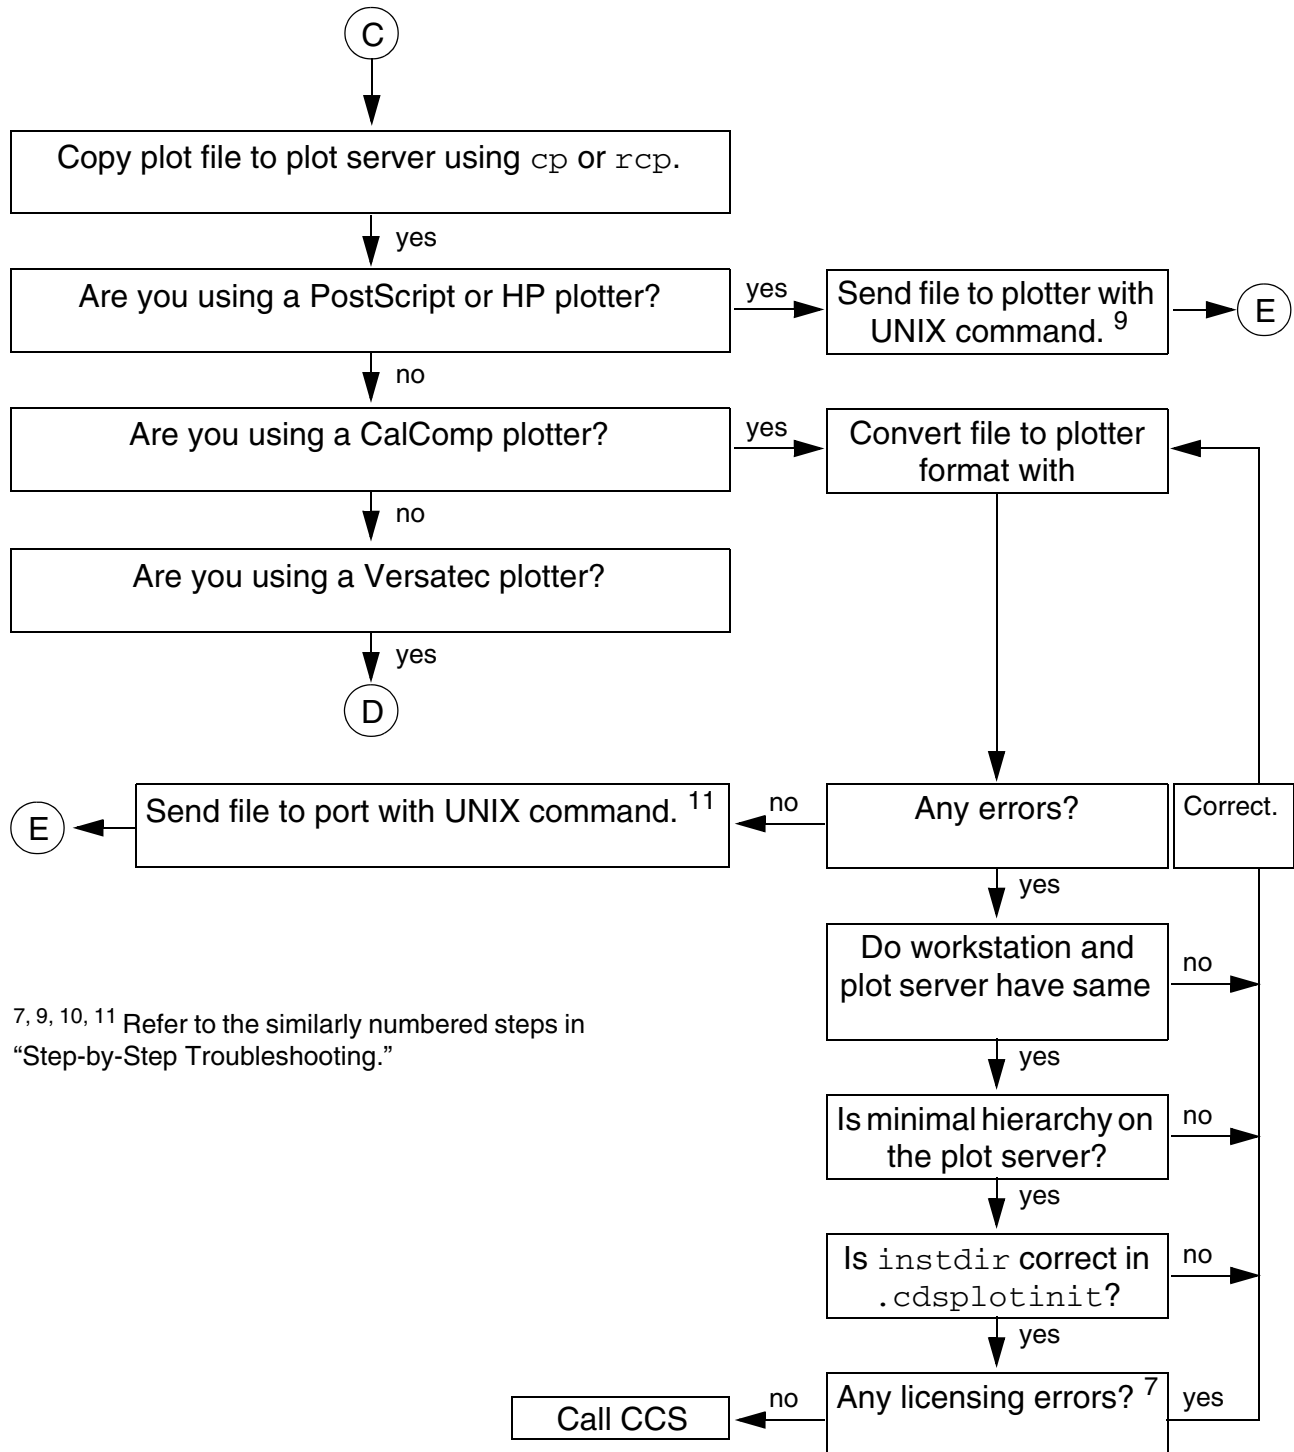 C
Copy plot file to plot server using cp or rcp.
yes
Are you using a PostScript or HP plotter?
yes
Send file to plotter with
UNIX command. 9
E
no
Are you using a CalComp plotter?
yes
Convert file to plotter
format with
no
Are you using a Versatec plotter?
yes
D
E
Send file to port with UNIX command. 11
no
Any errors?
Correct.
yes
Do workstation and
plot server have same
no
7, 9, 10, 11 Refer to the similarly numbered steps in
“Step-by-Step Troubleshooting.”
yes
Is minimal hierarchy on
the plot server?
no
yes
Is instdir correct in
.cdsplotinit?
no
yes
Call CCS
no
Any licensing errors? 7
yes